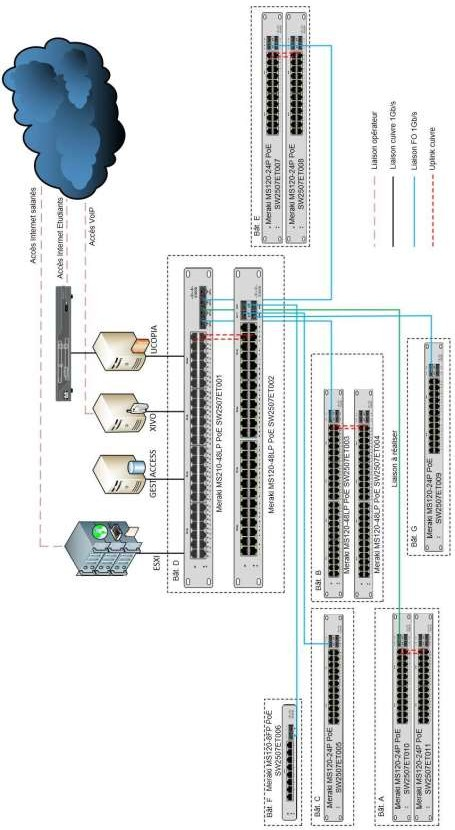 Accès Internet salariés
Accès Internet Etudiants
Accès VoIP
ESXI
GEST ACCESS
XIVO
UCOPIA
Bât. D
Meraki MS210-48LP PoE SW2507ET001
Meraki MS120-48LP PoE SW2507ET002
Bât. E
Meraki MS120-24P PoE
SW2507ET007
Meraki MS120-24P PoE
SW2507ET008
Bât. F
Meraki MS120-8FP PoE
SW2507ET006
Bât. C
Meraki MS120-24P PoE
SW2507ET005
Bât. B
Meraki MS120-48LP PoE SW2507ET003
Meraki MS120-48LP PoE SW2507ET004
Liaison à réaliser
Bât. A
Meraki MS120-24P PoE
SW2507ET010
Meraki MS120-24P PoE
SW2507ET011
Bât. G
Meraki MS120-24P PoE
SW2507ET009
Liaison opérateur
Liaison cuivre 1Gb/s
Liaison FO 1Gb/s
Uplink cuivre